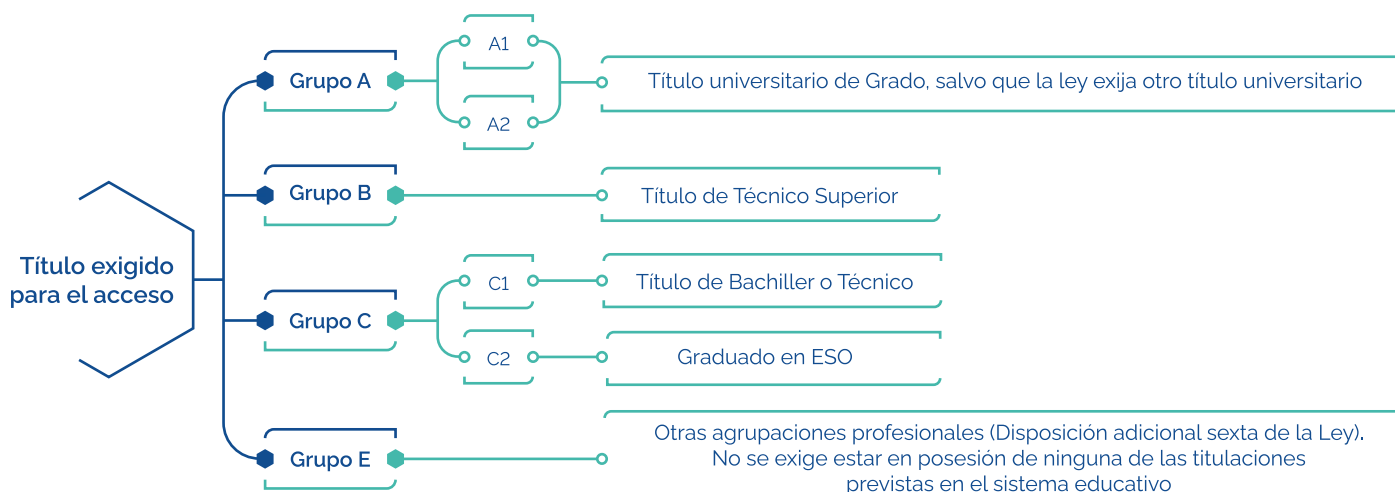 Título exigido
para el acceso
Grupo A
A1
A2
Título universitario de Grado, salvo que la ley exija otro título universitario
Grupo B
Título de Técnico Superior
Grupo C
C1
Título de Bachiller o Técnico
C2
Graduado en ESO
Grupo E
Otras agrupaciones profesionales (Disposición adicional sexta de la Ley).
No se exige estar en posesión de ninguna de las titulaciones
previstas en el sistema educativo